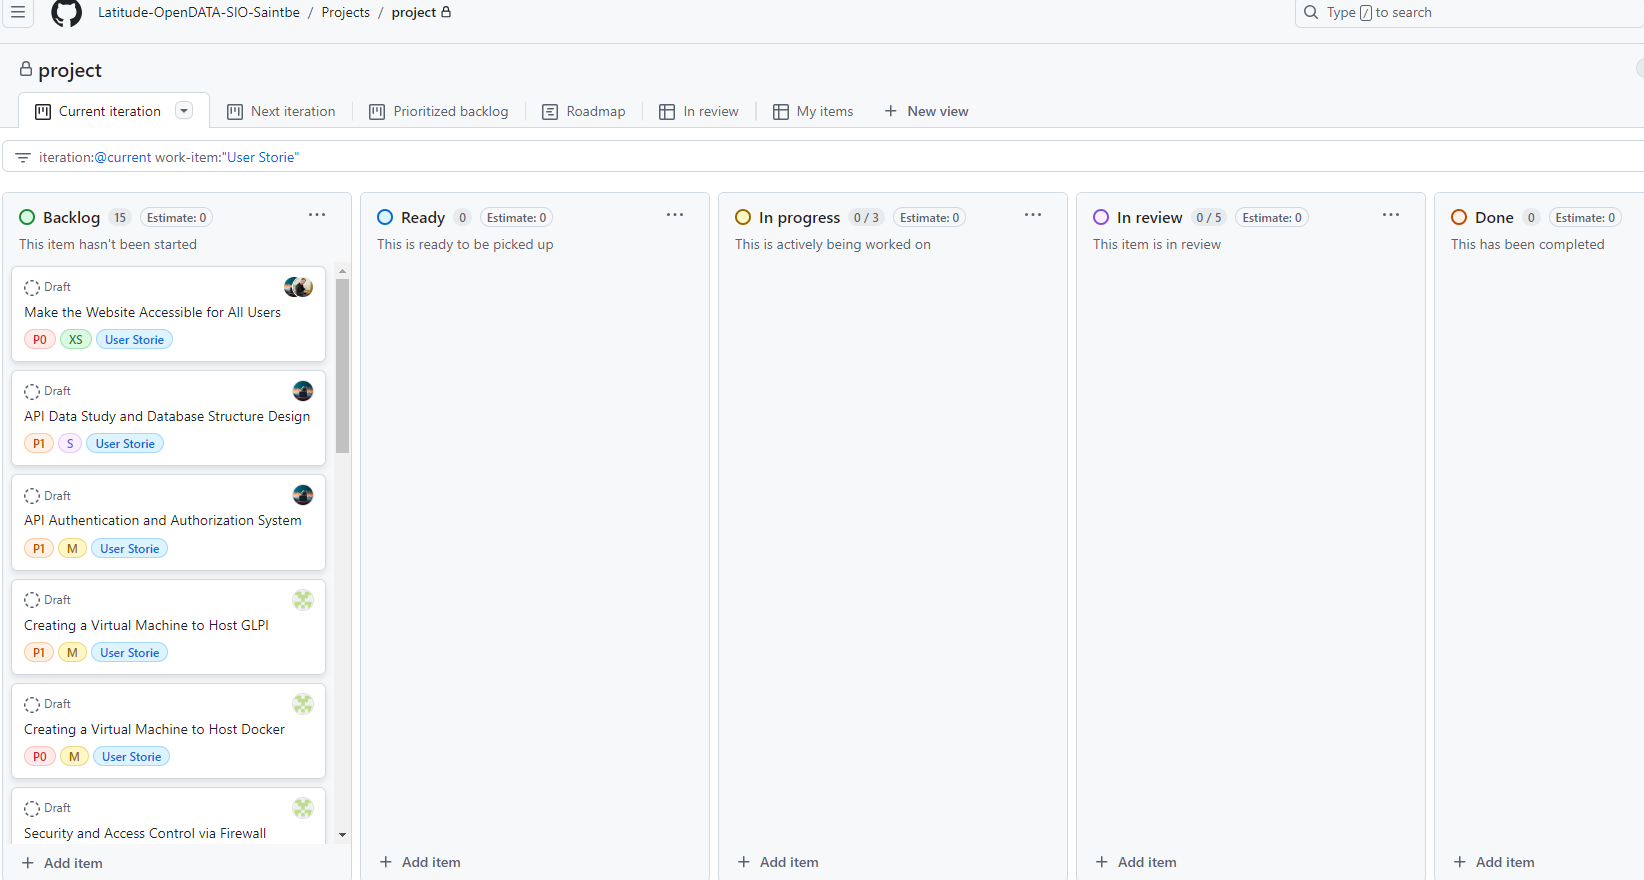 Latitude-OpenDATA-SIO-Saintbe / Projects / project
Type / to search
project
Current iteration
Next iteration
Prioritized backlog
Roadmap
In review
My items
New view
iteration:@current work-item:"User Storie"
Backlog 15 Estimate: 0
This item hasn't been started
Draft
Make the Website Accessible for All Users
P0 XS User Storie
Draft
API Data Study and Database Structure Design
P1 S User Storie
Draft
API Authentication and Authorization System
P1 M User Storie
Draft
Creating a Virtual Machine to Host GLPI
P1 M User Storie
Draft
Creating a Virtual Machine to Host Docker
P0 M User Storie
Draft
Security and Access Control via Firewall
Add item
Ready 0 Estimate: 0
This is ready to be picked up
Add item
In progress 0 / 3 Estimate: 0
This is actively being worked on
Add item
In review 0 / 5 Estimate: 0
This item is in review
Add item
Done 0 Estimate: 0
This has been completed
Add item